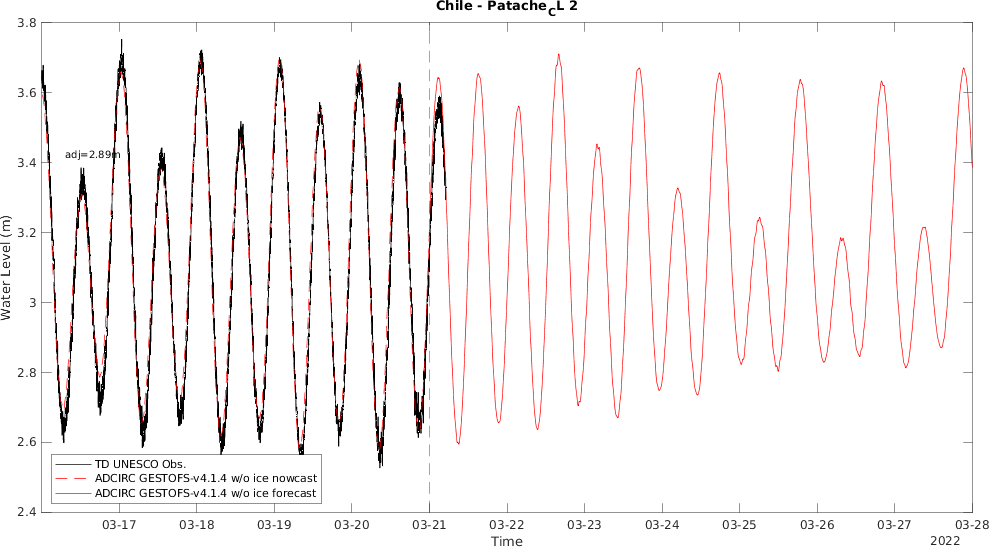 Chile - Patache_CL 2
3.8
3.6
3.4
3.2
3
2.8
2.6
2.4
Water Level (m)
adj=2.89m
TD UNESCO Obs.
ADCIRC GESTOFS-v4.1.4 w/o ice nowcast
ADCIRC GESTOFS-v4.1.4 w/o ice forecast
03-17 03-18 03-19 03-20 03-21 03-22 03-23 03-24 03-25 03-26 03-27 03-28
Time
2022